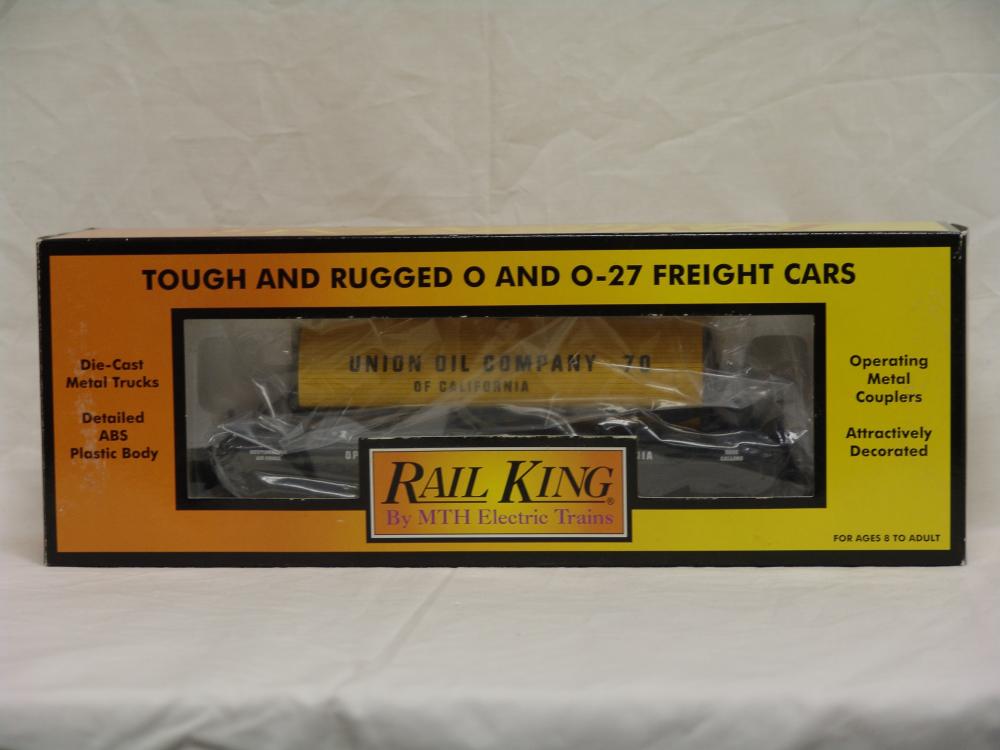 TOUGH AND RUGGED O AND O-27 FREIGHT CARS
Die-Cast
Metal Trucks
Detailed
ABS
Plastic Body
UNION OIL COMPANY 70
OF CALIFORNIA
Operating
Metal
Couplers
Attractively
Decorated
RAIL KING®
By MTH Electric Trains
FOR AGES 8 TO ADULT